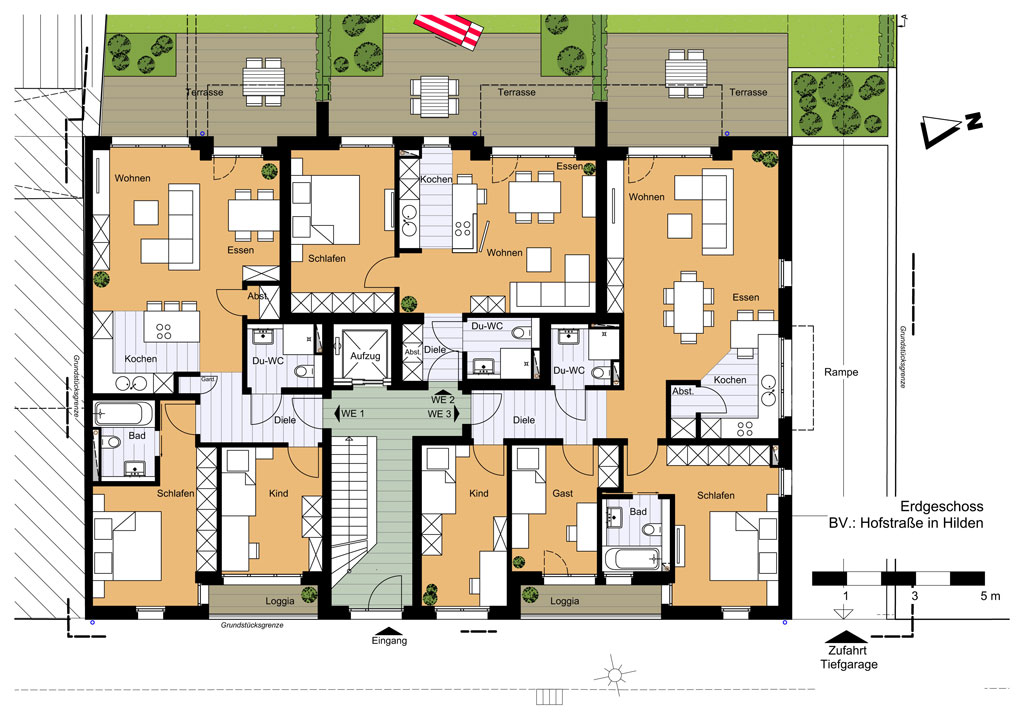 Terrasse
Terrasse
Terrasse
N
Wohnen
Essen
Schlafen
Kochen
Essen
Wohnen
Wohnen
Essen
Abst.
Kochen
Du-WC
Aufzug
Abst.
Diele
Du-WC
Du-WC
Kochen
Abst.
Rampe
Grundstücksgrenze
Grundstücksgrenze
Gard.
Diele
WE 1
WE 2
WE 3
Diele
Bad
Schlafen
Kind
Kind
Gast
Bad
Schlafen
Loggia
Loggia
Grundstücksgrenze
Eingang
Erdgeschoss
BV.: Hofstraße in Hilden
1 3 5 m
Zufahrt
Tiefgarage